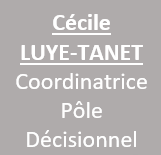 Cécile
LUYE-TANET
Coordinatrice
Pôle
Décisionnel